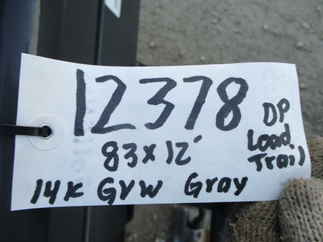 12378
DP
Load
Trail
83x12'
14K GVW Gray